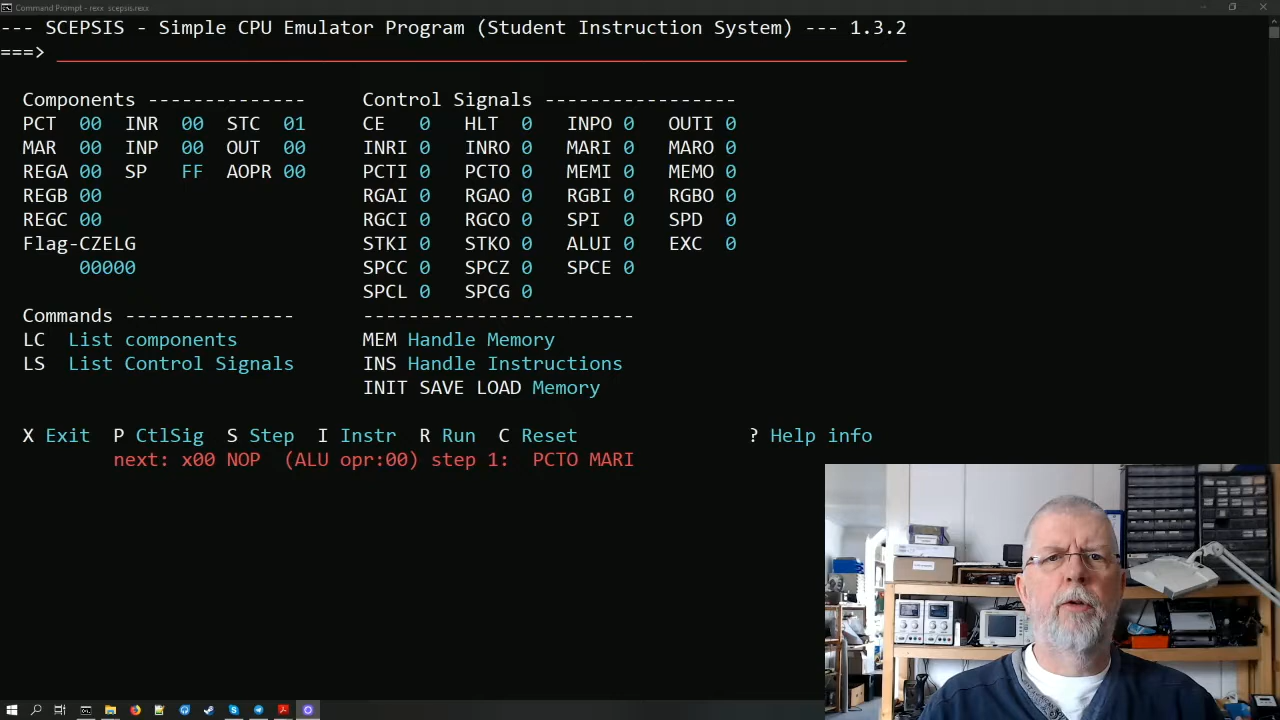 Command Prompt - rexx scepsis.rexx
--- SCEPSIS - Simple CPU Emulator Program (Student Instruction System) --- 1.3.2
===>
Components -------------- Control Signals -----------------
PCT 00 INR 00 STC 01 CE 0 HLT 0 INPO 0 OUTI 0
MAR 00 INP 00 OUT 00 INRI 0 INRO 0 MARI 0 MARO 0
REGA 00 SP FF AOPR 00 PCTI 0 PCTO 0 MEMI 0 MEMO 0
REGB 00 RGAI 0 RGAO 0 RGBI 0 RGBO 0
REGC 00 RGCI 0 RGCO 0 SPI 0 SPD 0
Flag-CZELG STKI 0 STKO 0 ALUI 0 EXC 0
00000 SPCC 0 SPCZ 0 SPCE 0
SPCL 0 SPCG 0
Commands --------------- ------------------------
LC List components MEM Handle Memory
LS List Control Signals INS Handle Instructions
INIT SAVE LOAD Memory
X Exit P CtlSig S Step I Instr R Run C Reset ? Help info
next: x00 NOP (ALU opr:00) step 1: PCTO MARI